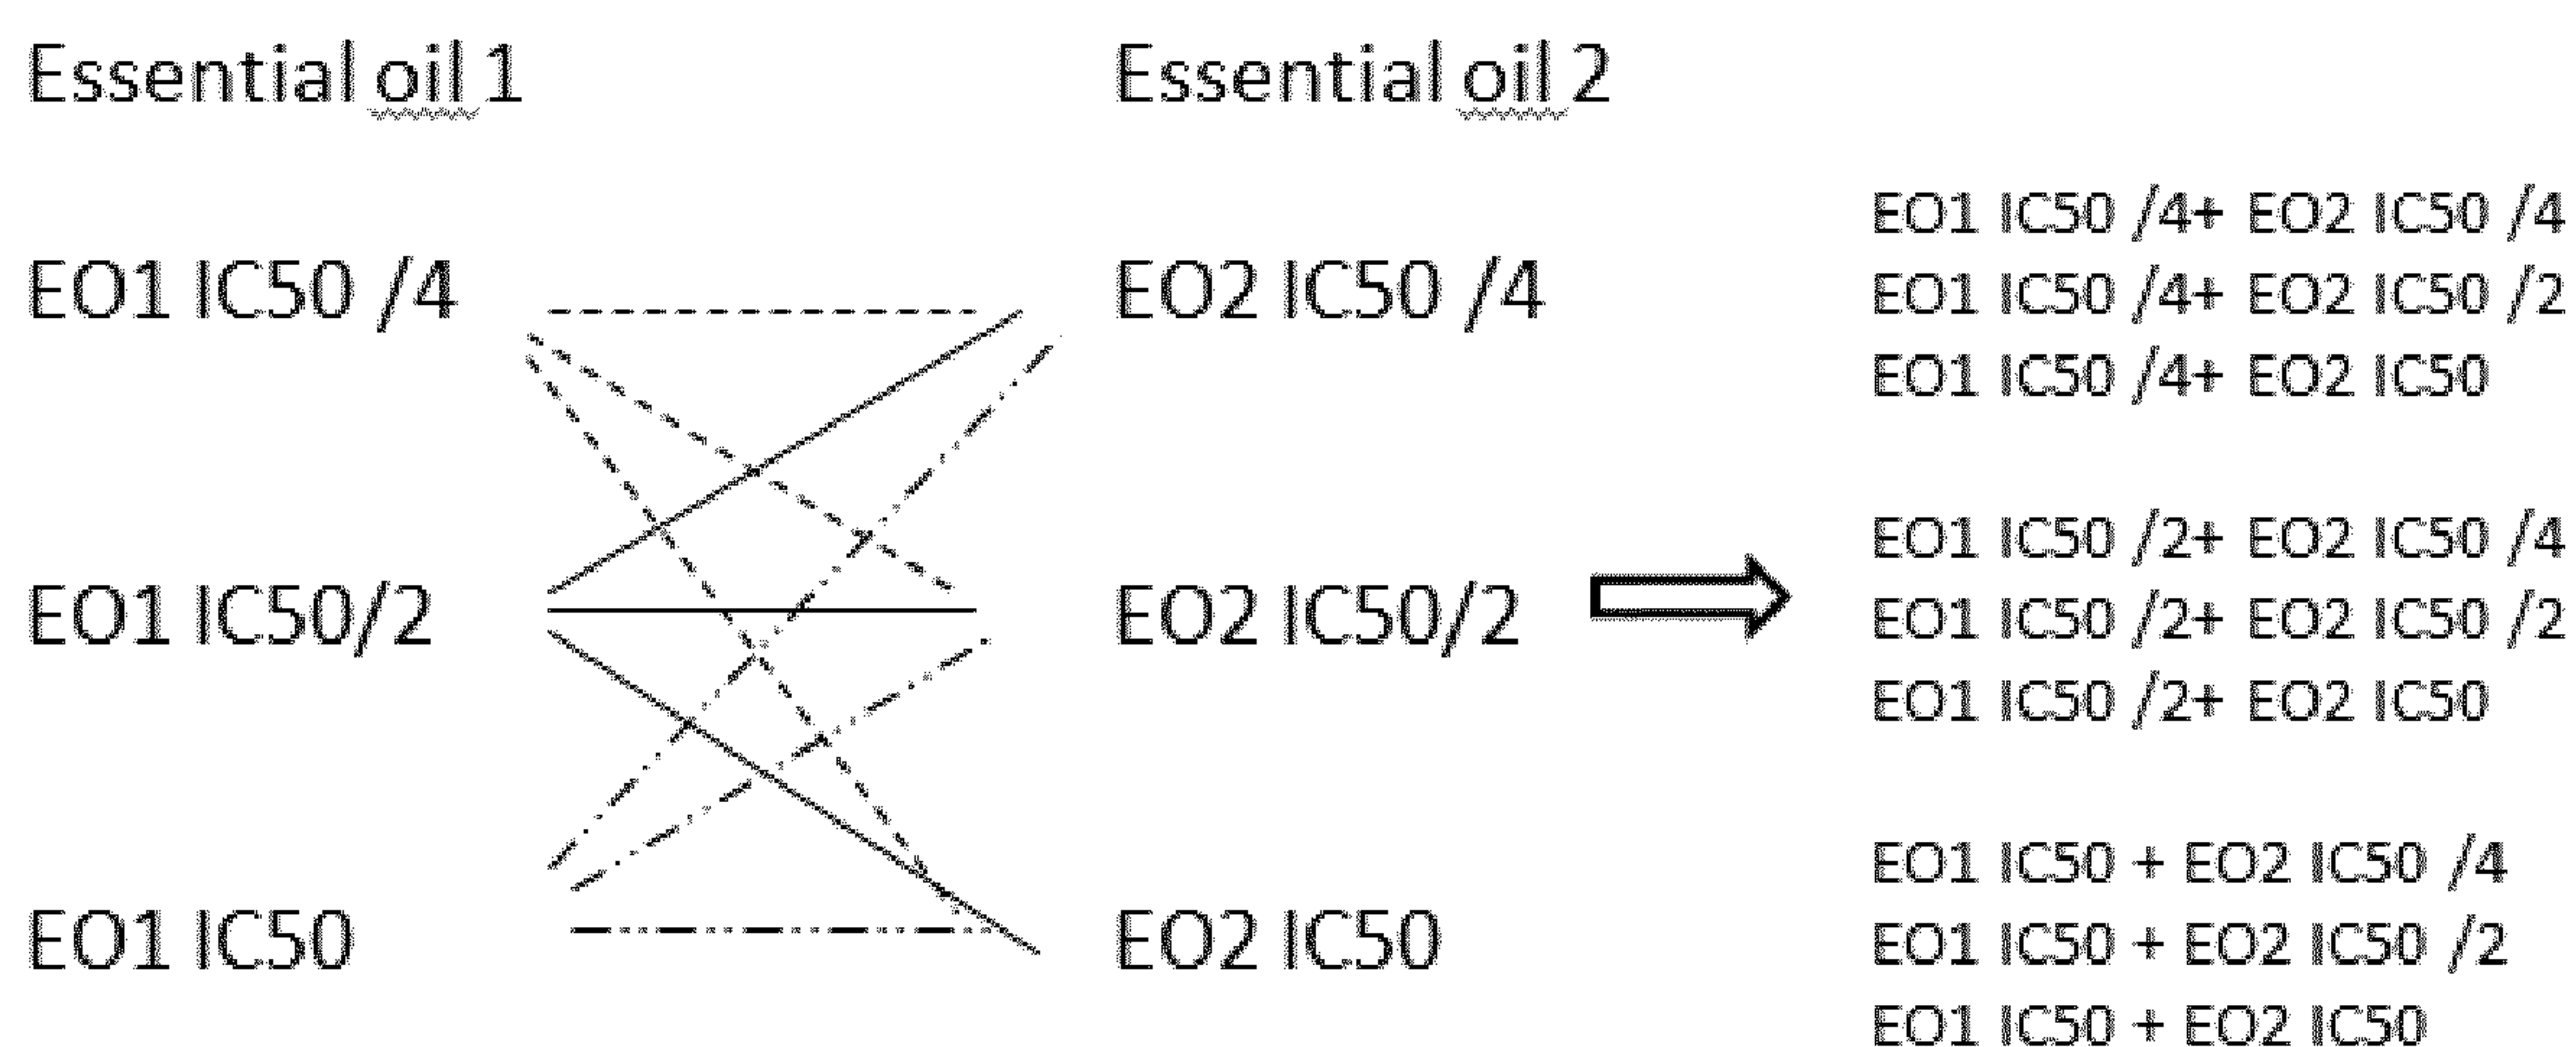 Essential oil 1
Essential oil 2
EO1 IC50 /4
EO2 IC50 /4
EO1 IC50/2
EO2 IC50/2
EO1 IC50
EO2 IC50
EO1 IC50 /4+ EO2 IC50 /4
EO1 IC50 /4+ EO2 IC50 /2
EO1 IC50 /4+ EO2 IC50
EO1 IC50 /2+ EO2 IC50 /4
EO1 IC50 /2+ EO2 IC50 /2
EO1 IC50 /2+ EO2 IC50
EO1 IC50 + EO2 IC50 /4
EO1 IC50 + EO2 IC50 /2
EO1 IC50 + EO2 IC50